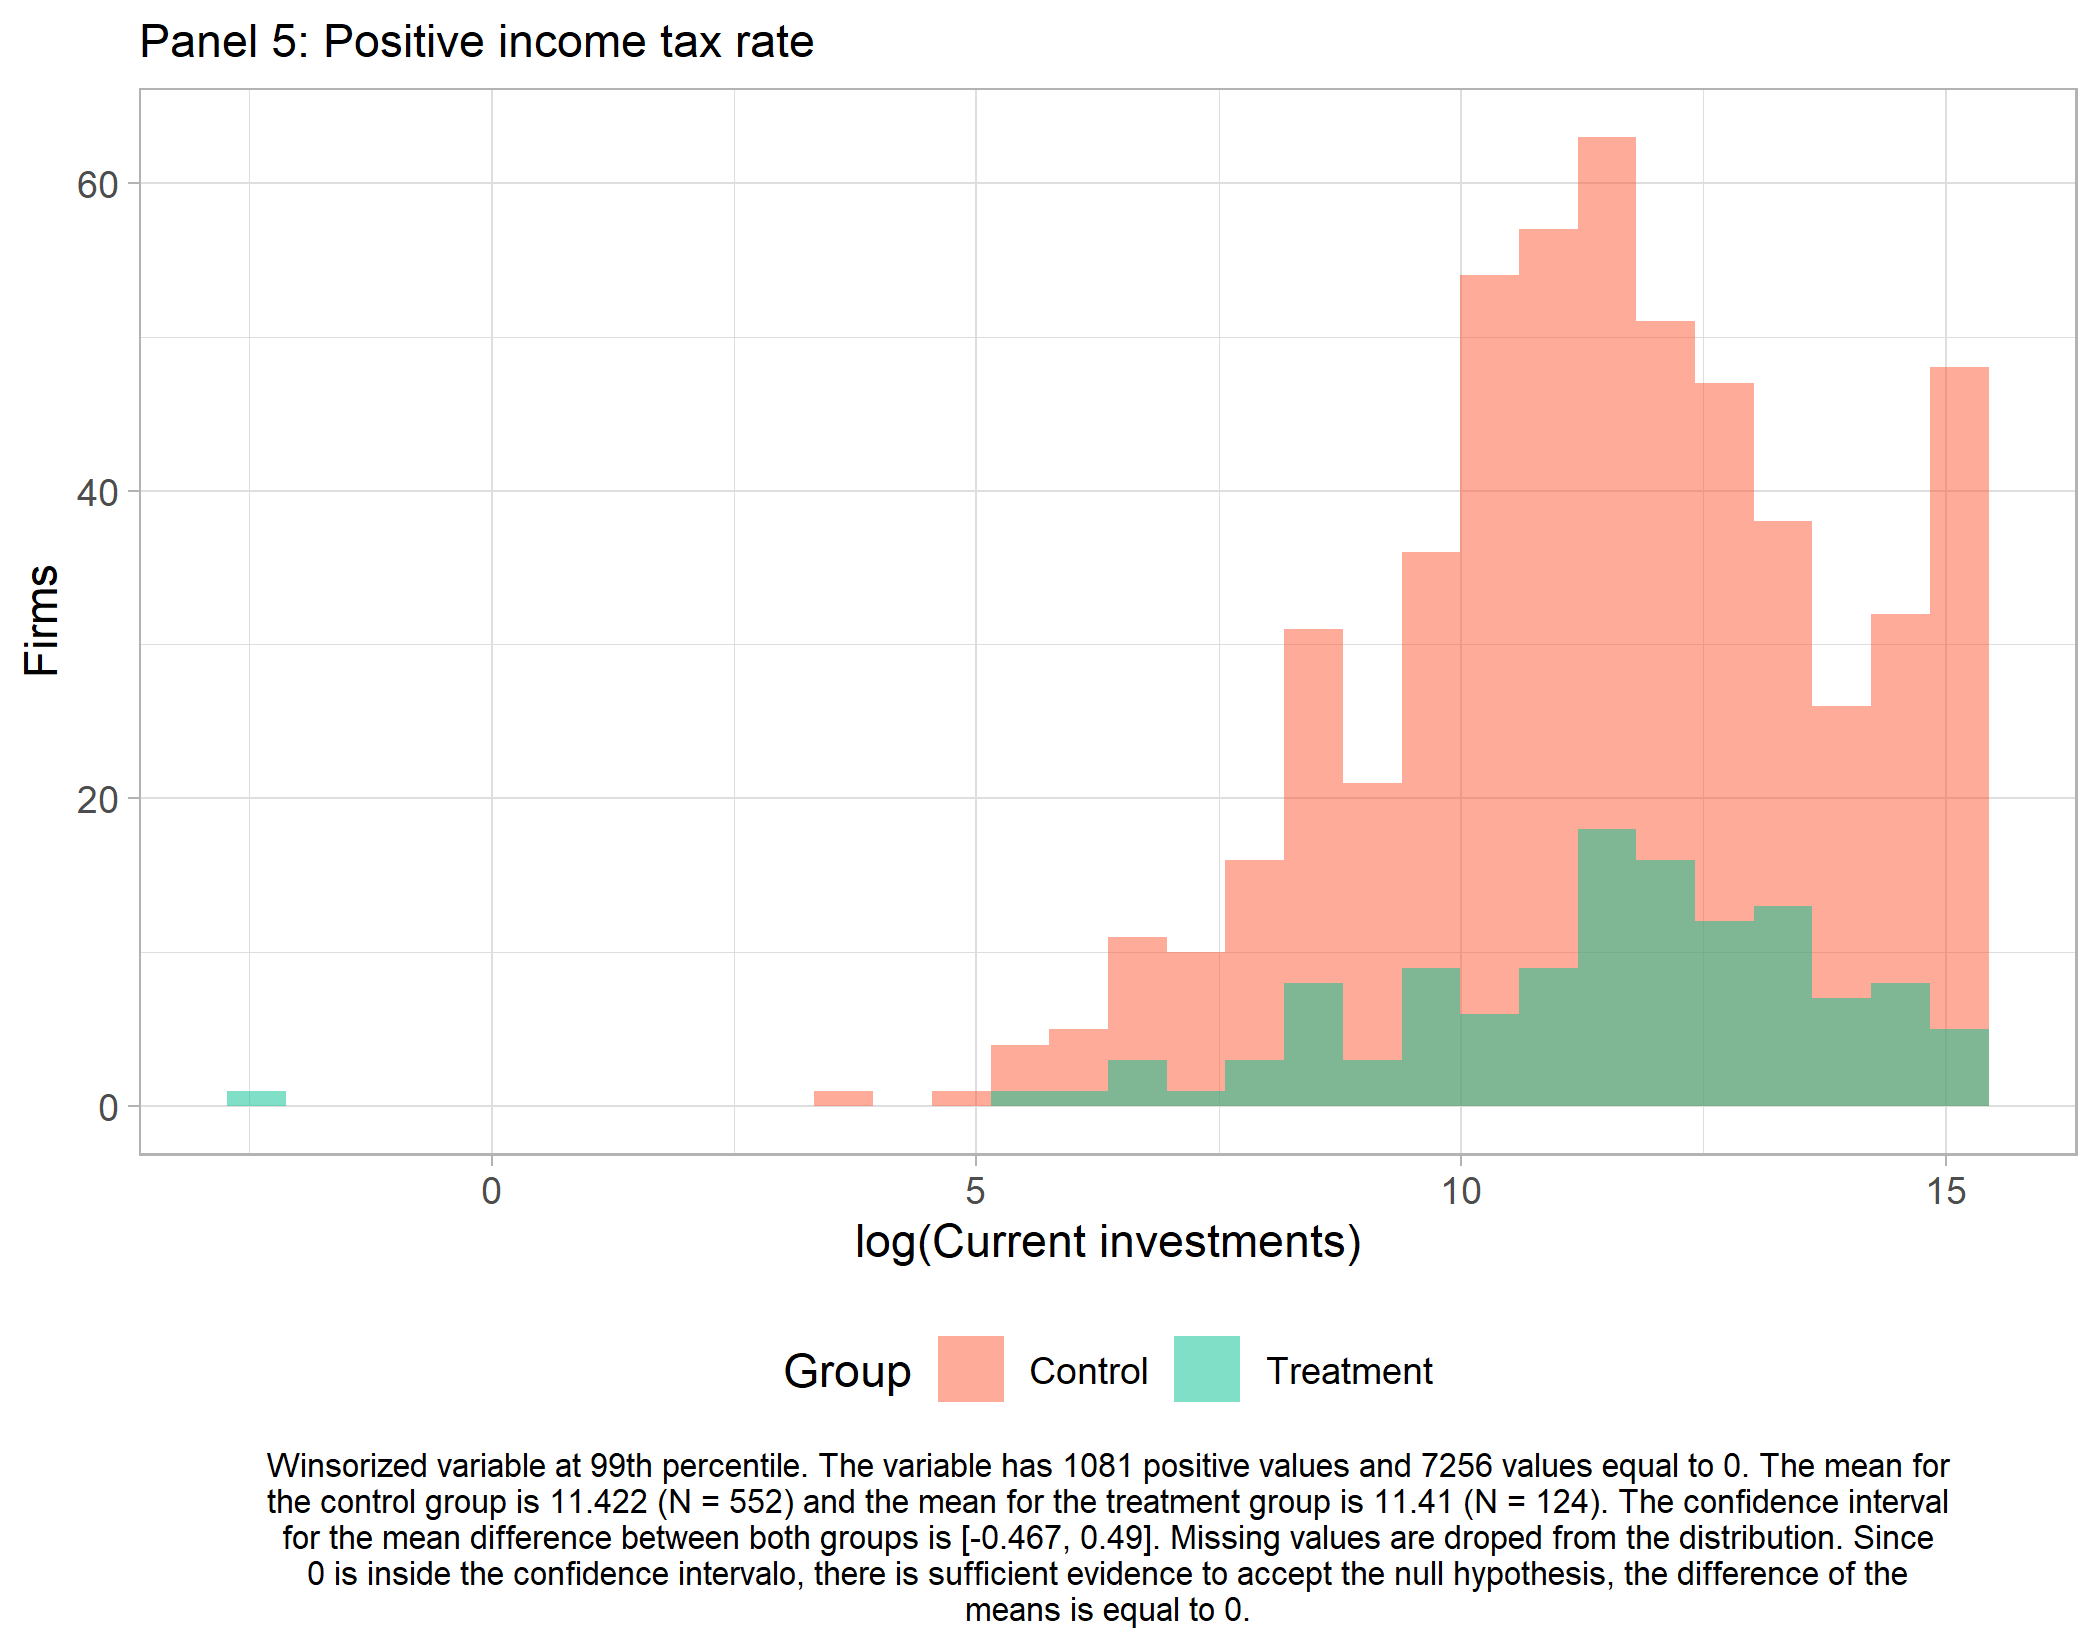 Panel 5: Positive income tax rate
60
40
20
0
Firms
0 5 10 15
log(Current investments)
Group Control Treatment
Winsorized variable at 99th percentile. The variable has 1081 positive values and 7256 values equal to 0. The mean for
the control group is 11.422 (N = 552) and the mean for the treatment group is 11.41 (N = 124). The confidence interval
for the mean difference between both groups is [-0.467, 0.49]. Missing values are droped from the distribution. Since
0 is inside the confidence intervalo, there is sufficient evidence to accept the null hypothesis, the difference of the
means is equal to 0.